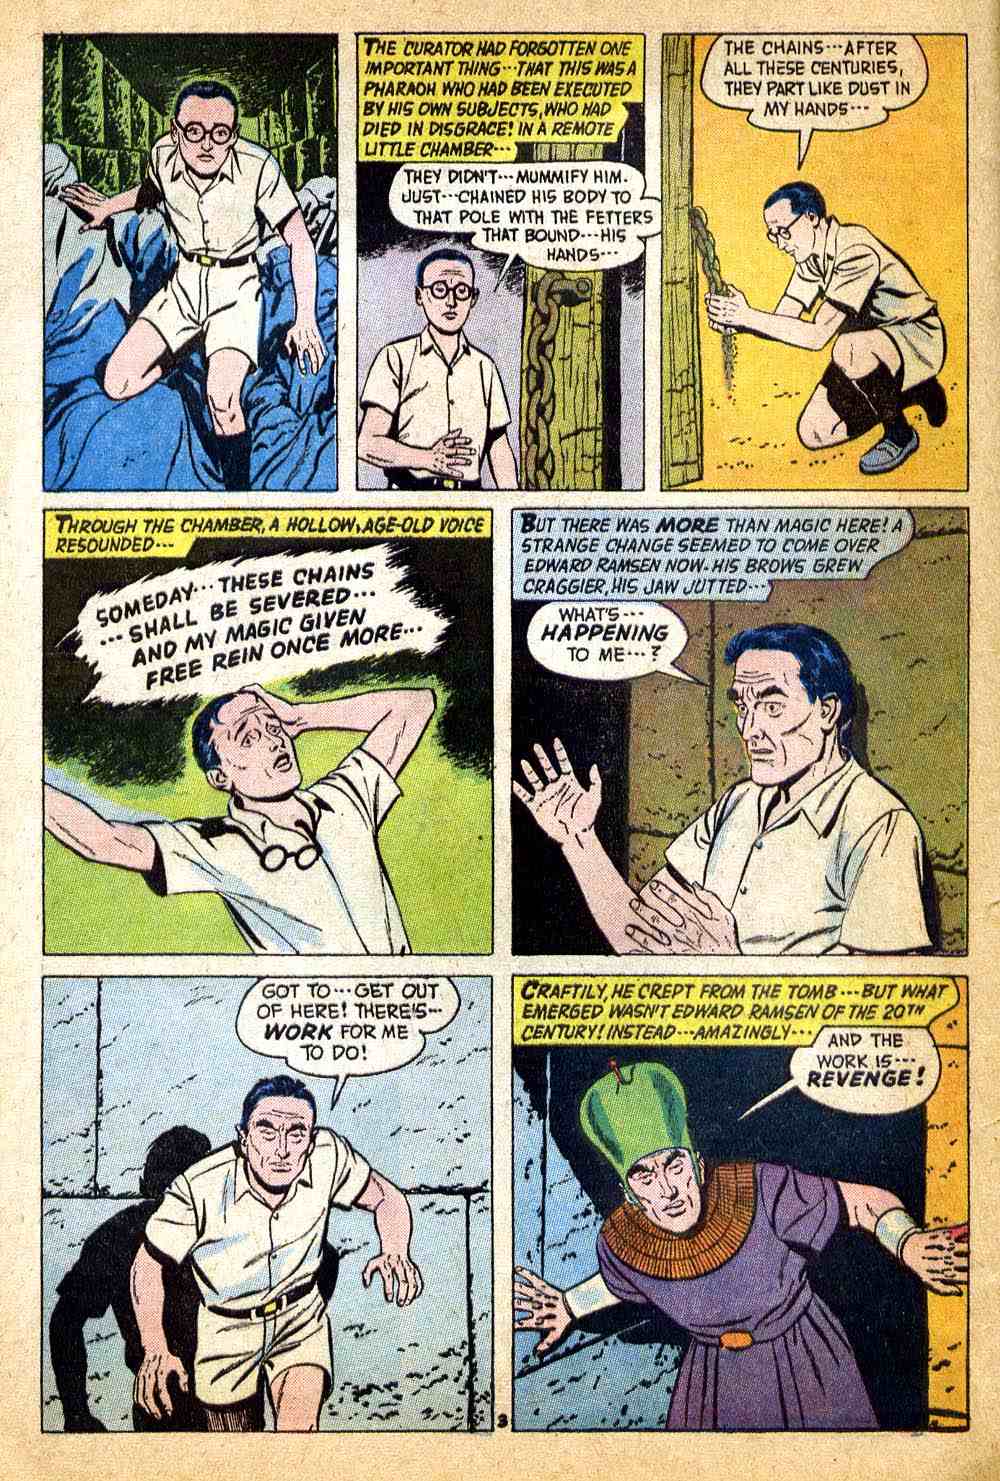 THE CURATOR HAD FORGOTTEN ONE
IMPORTANT THING---THAT THIS WAS A
PHARAOH WHO HAD BEEN EXECUTED
BY HIS OWN SUBJECTS, WHO HAD
DIED IN DISGRACE! IN A REMOTE
LITTLE CHAMBER---
THEY DIDN'T---MUMMIFY HIM.
JUST---CHAINED HIS BODY TO
THAT POLE WITH THE FETTERS
THAT BOUND---HIS
HANDS---
THE CHAINS---AFTER
ALL THESE CENTURIES,
THEY PART LIKE DUST IN
MY HANDS---
THROUGH THE CHAMBER, A HOLLOW, AGE-OLD VOICE
RESOUNDED---
SOMEDAY---THESE CHAINS
---SHALL BE SEVERED---
AND MY MAGIC GIVEN
FREE REIN ONCE MORE---
BUT THERE WAS MORE THAN MAGIC HERE! A
STRANGE CHANGE SEEMED TO COME OVER
EDWARD RAMSEN NOW. HIS BROWS GREW
CRAGGIER, HIS JAW JUTTED---
WHAT'S---
HAPPENING
TO ME---?
GOT TO---GET OUT
OF HERE! THERE'S---
WORK FOR ME
TO DO!
CRAFTILY, HE CREPT FROM THE TOMB---BUT WHAT
EMERGED WASN'T EDWARD RAMSEN OF THE 20TH
CENTURY! INSTEAD---AMAZINGLY---
AND THE
WORK IS---
REVENGE!
3